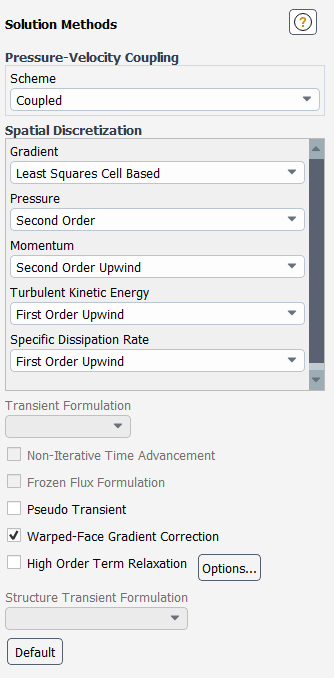 Solution Methods
?
Pressure-Velocity Coupling
Scheme
Coupled
Spatial Discretization
Gradient
Least Squares Cell Based
Pressure
Second Order
Momentum
Second Order Upwind
Turbulent Kinetic Energy
First Order Upwind
Specific Dissipation Rate
First Order Upwind
Transient Formulation
Non-Iterative Time Advancement
Frozen Flux Formulation
Pseudo Transient
Warped-Face Gradient Correction
High Order Term Relaxation Options...
Structure Transient Formulation
Default